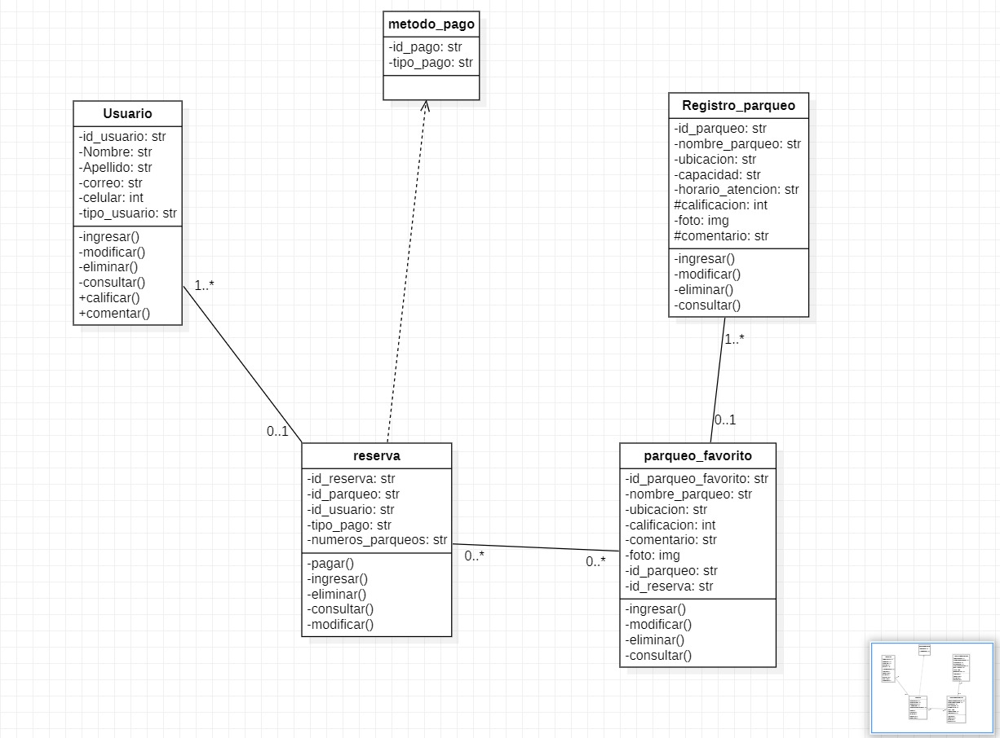 metodo_pago
-id_pago: str
-tipo_pago: str
Usuario
-id_usuario: str
-Nombre: str
-Apellido: str
-correo: str
-celular: int
-tipo_usuario: str
-ingresar()
-modificar()
-eliminar()
-consultar()
+calificar()
+comentar()
Registro_parqueo
-id_parqueo: str
-nombre_parqueo: str
-ubicacion: str
-capacidad: str
-horario_atencion: str
#calificacion: int
-foto: img
#comentario: str
-ingresar()
-modificar()
-eliminar()
-consultar()
1..*
0..1
1..*
0..1
reserva
-id_reserva: str
-id_parqueo: str
-id_usuario: str
-tipo_pago: str
-numeros_parqueos: str
-pagar()
-ingresar()
-eliminar()
-consultar()
-modificar()
0..*
0..*
parqueo_favorito
-id_parqueo_favorito: str
-nombre_parqueo: str
-ubicacion: str
-calificacion: int
-comentario: str
-foto: img
-id_parqueo: str
-id_reserva: str
-ingresar()
-modificar()
-eliminar()
-consultar()